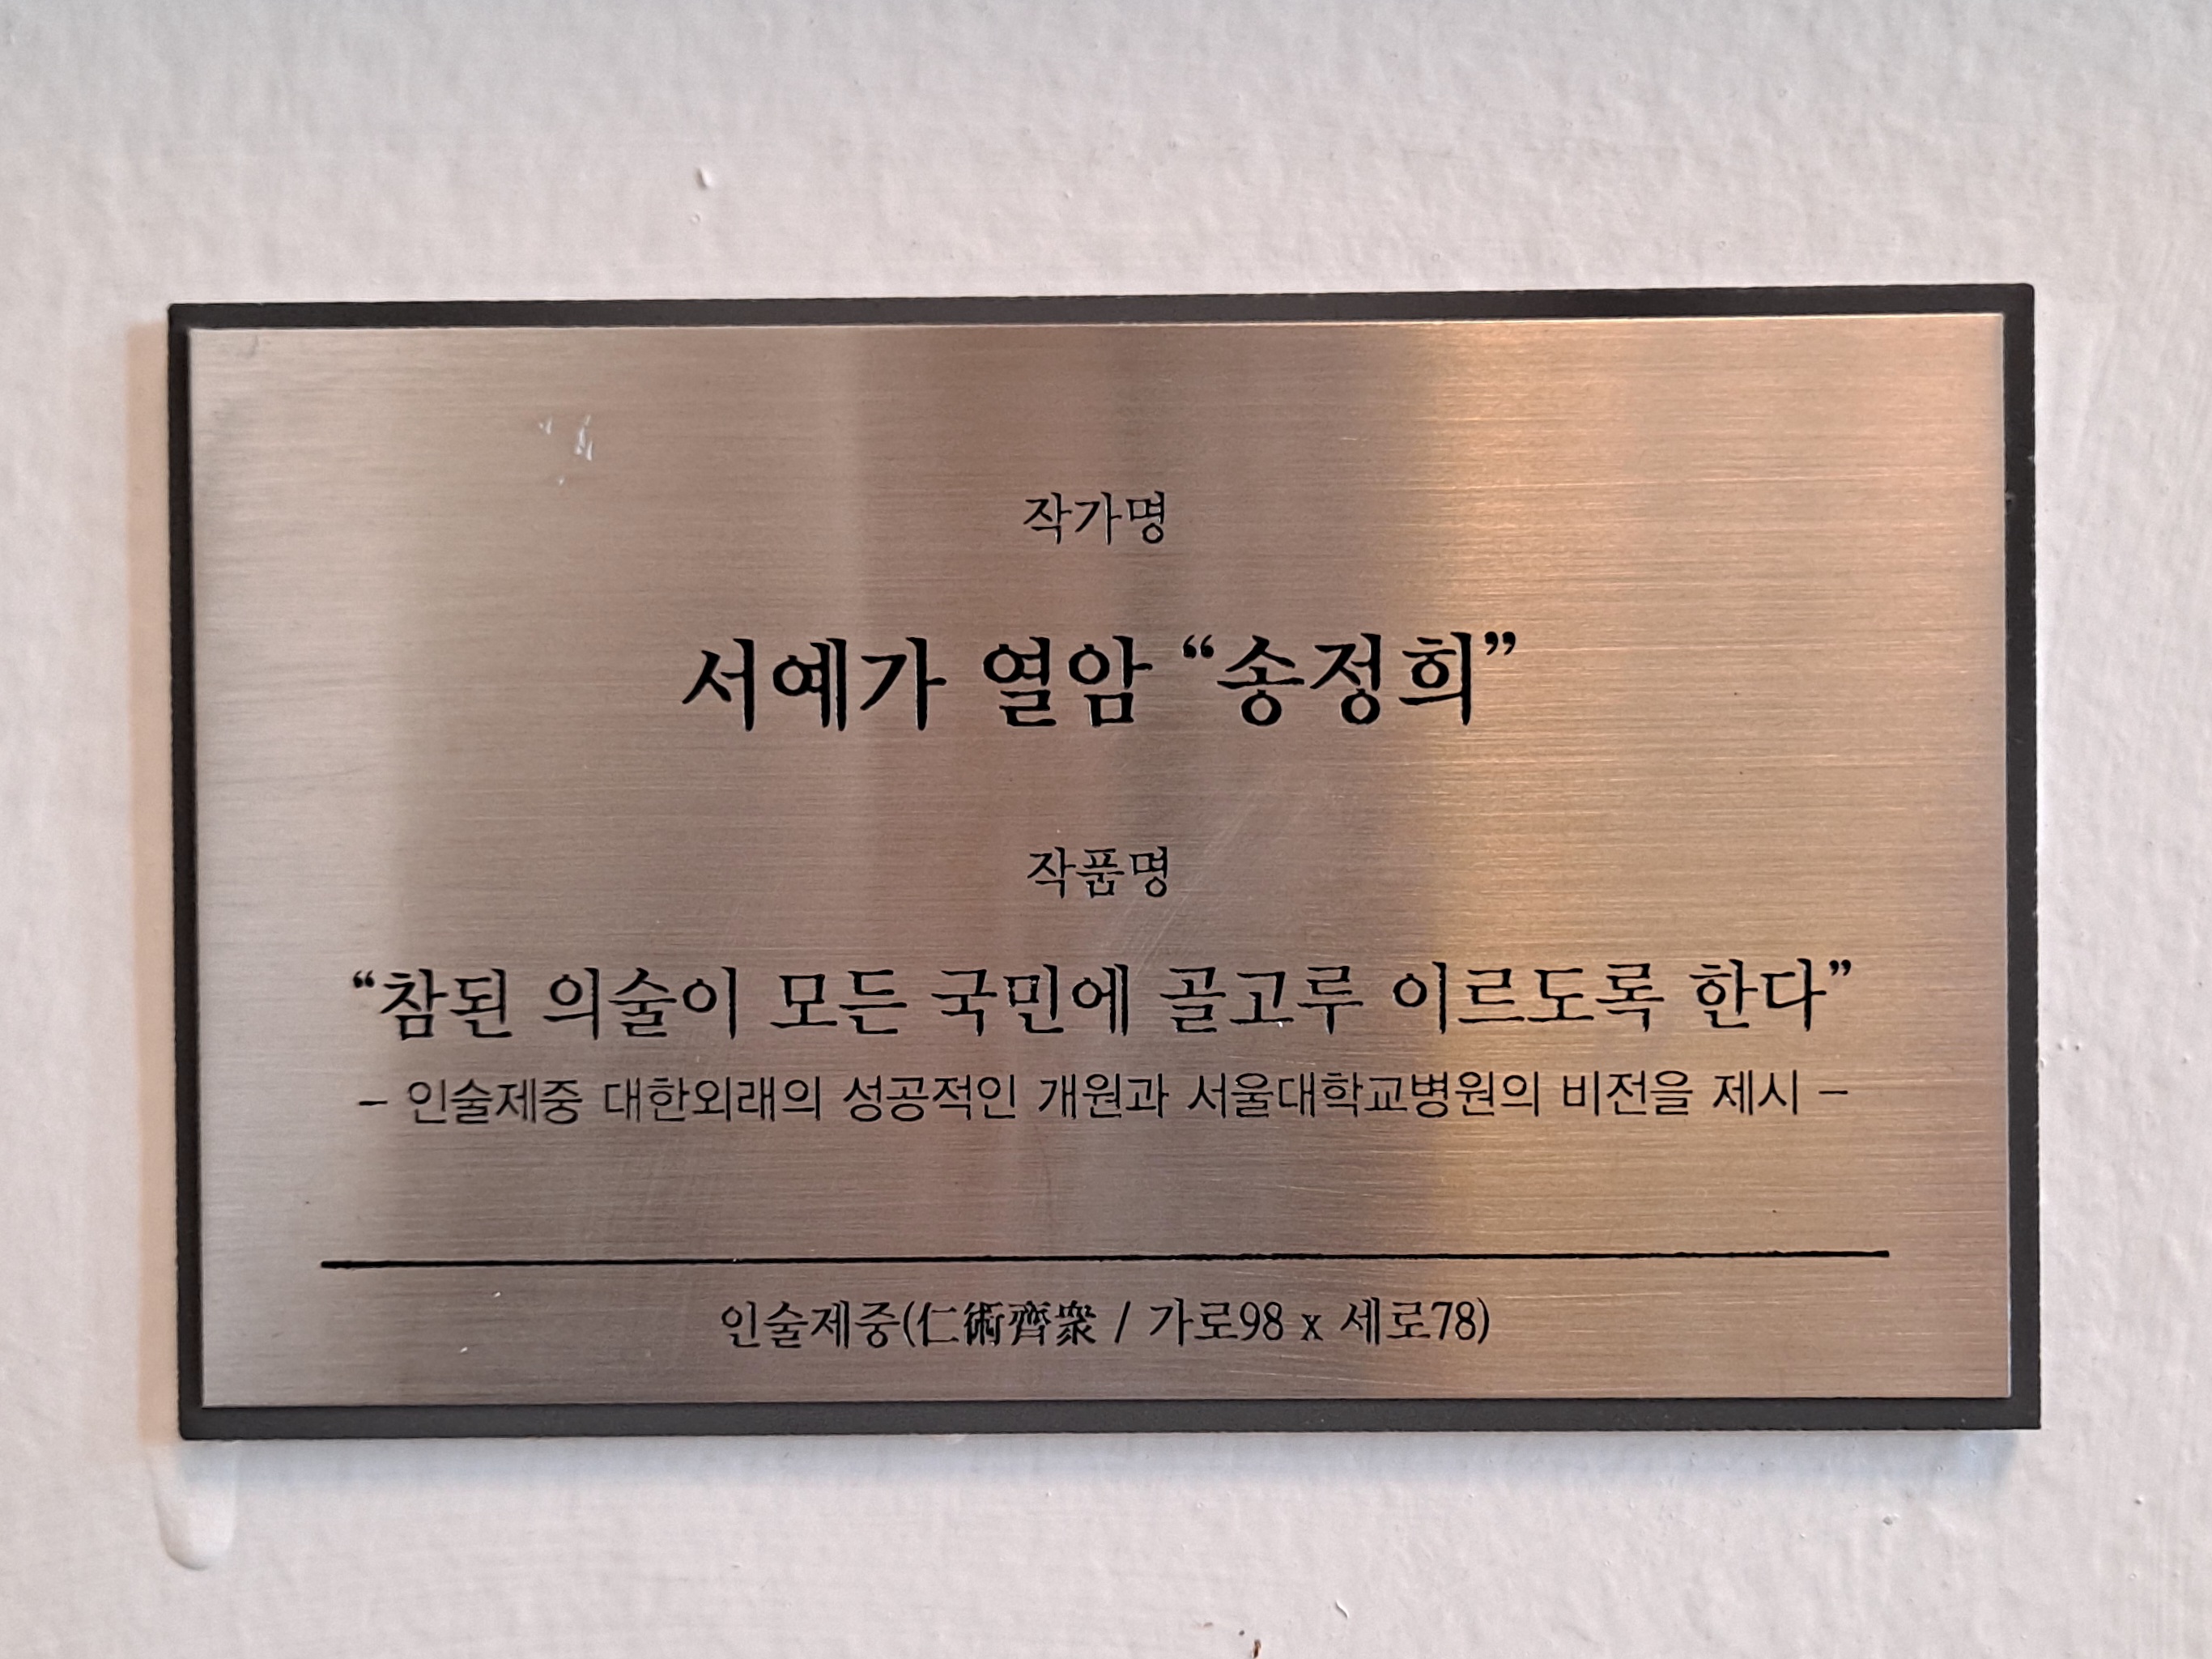 작가명
서예가 열암 “송정희”
작품명
“참된 의술이 모든 국민에 골고루 이르도록 한다”
– 인술제중 대한외래의 성공적인 개원과 서울대학교병원의 비전을 제시 –
인술제중(仁術齊衆 / 가로98 x 세로78)